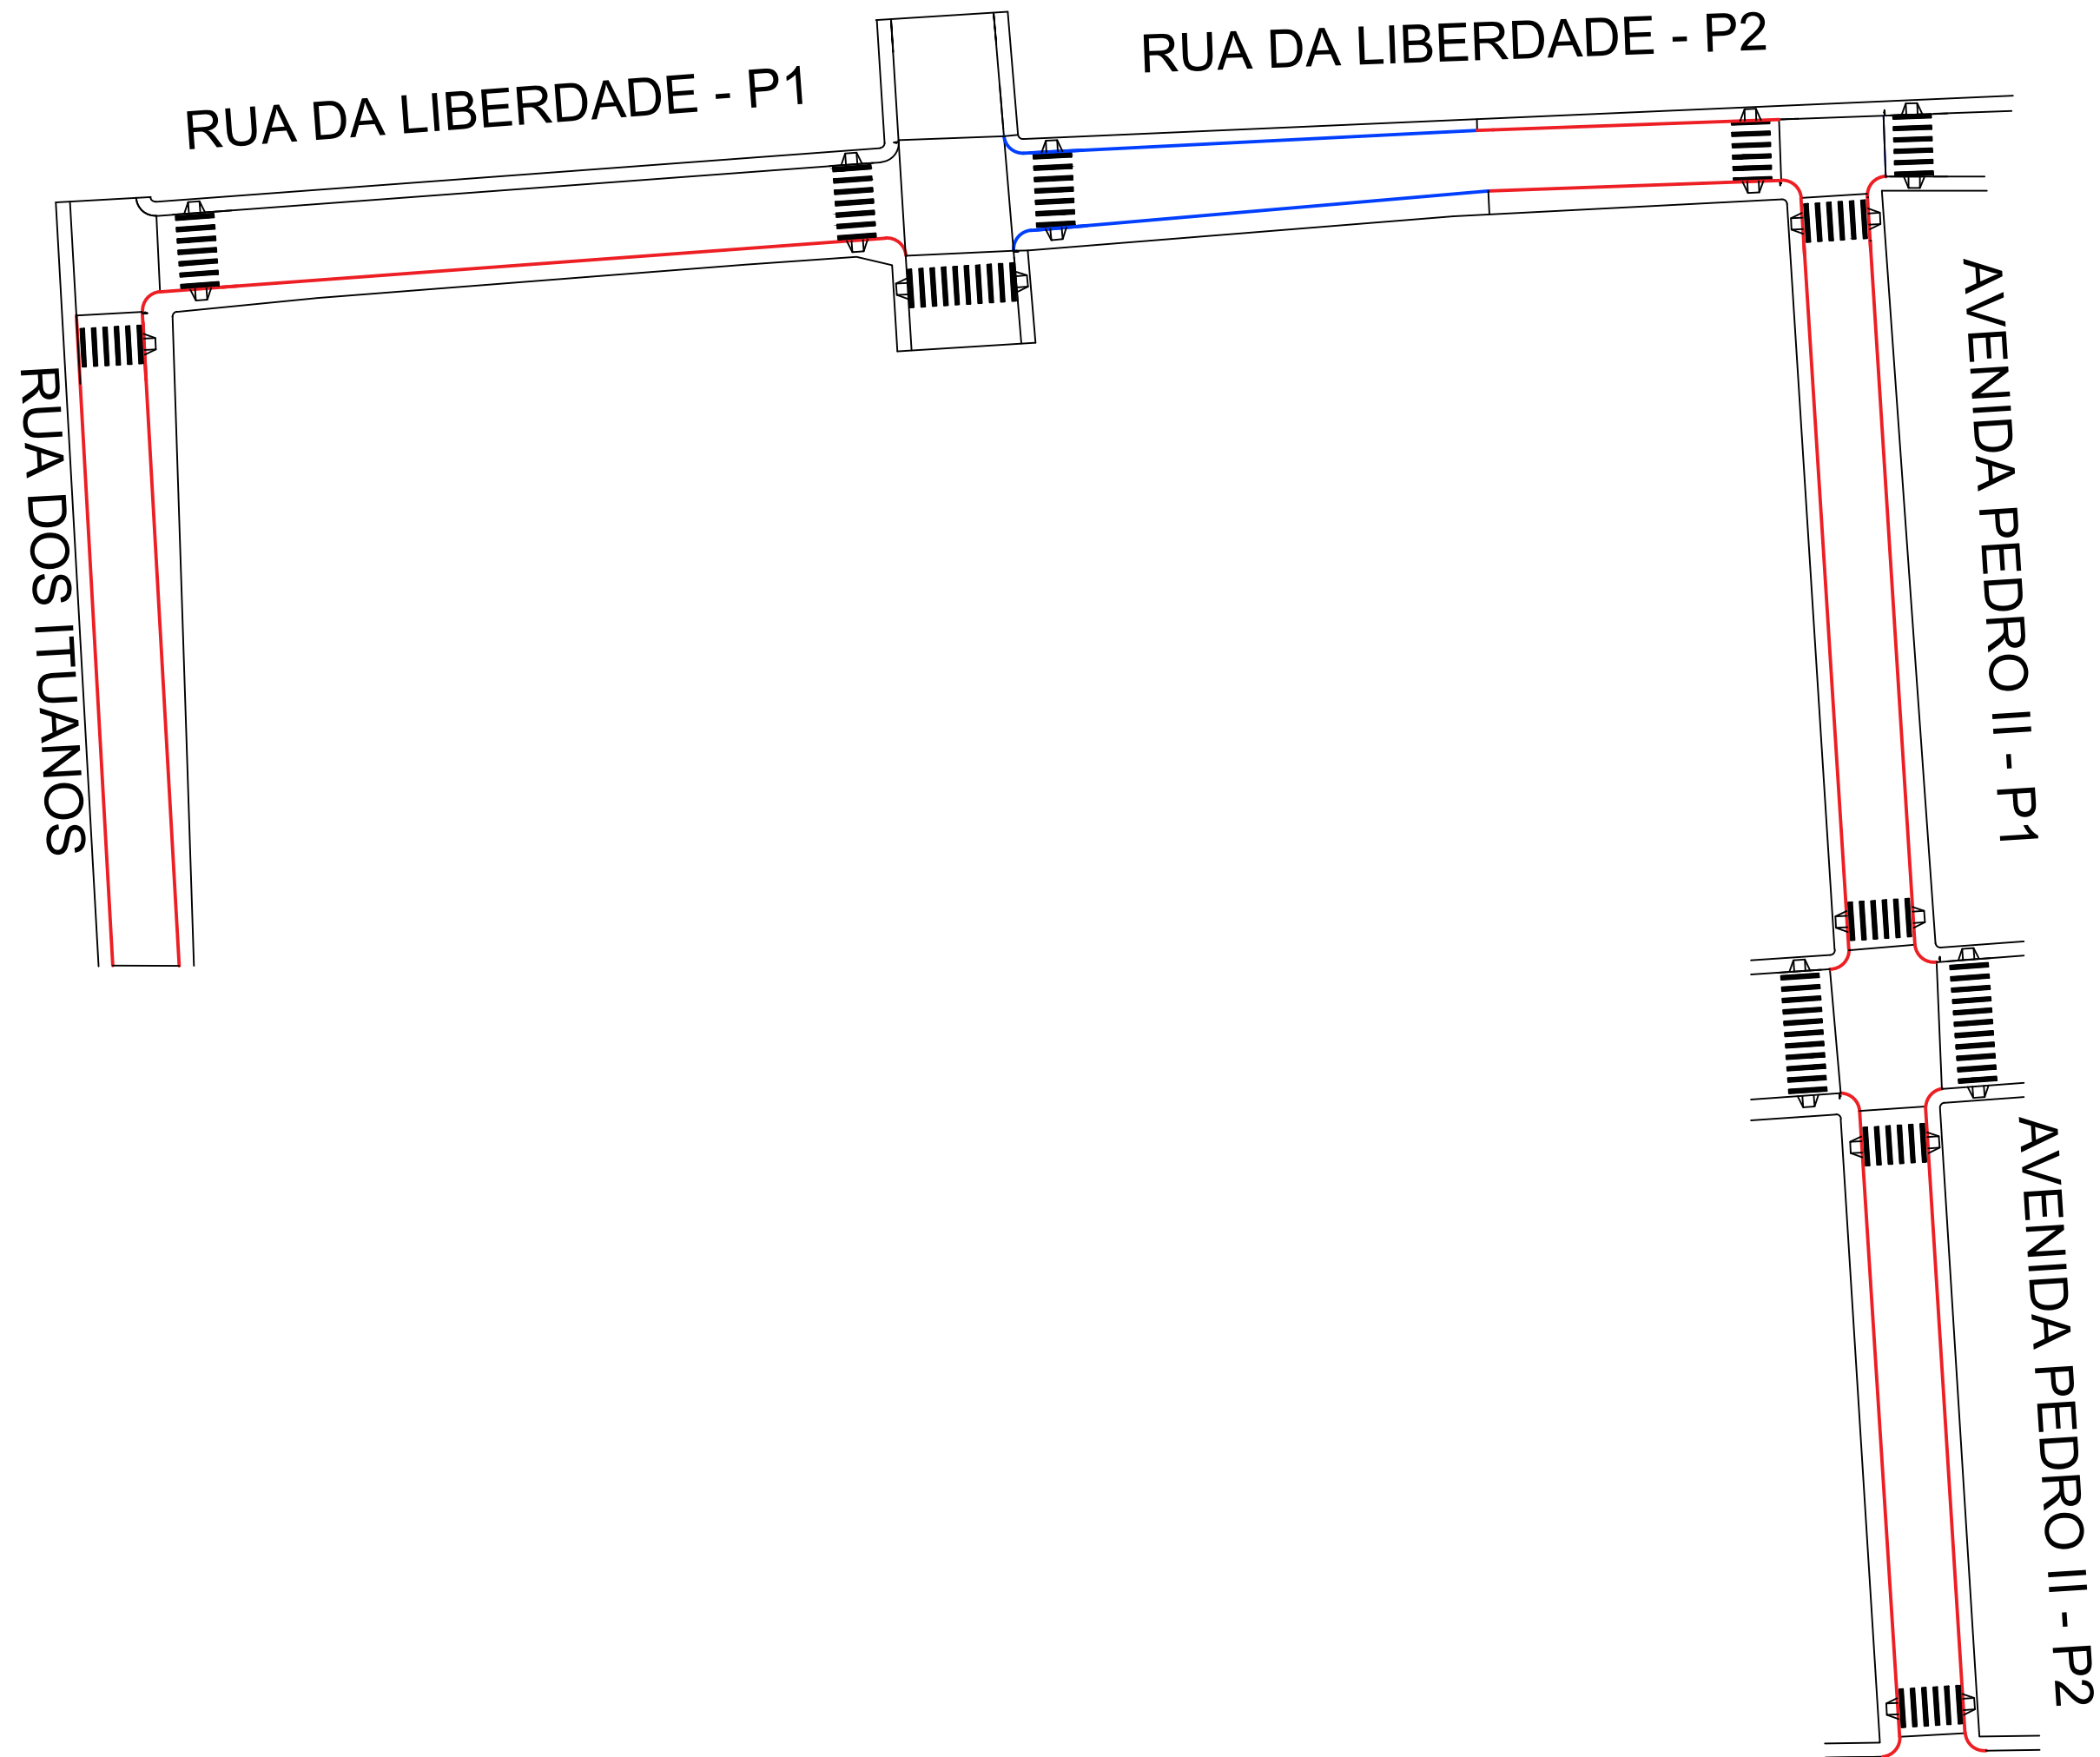 RUA DA LIBERDADE - P1
RUA DA LIBERDADE - P2
RUA DOS ITUANOS
AVENIDA PEDRO II - P1
AVENIDA PEDRO II - P2